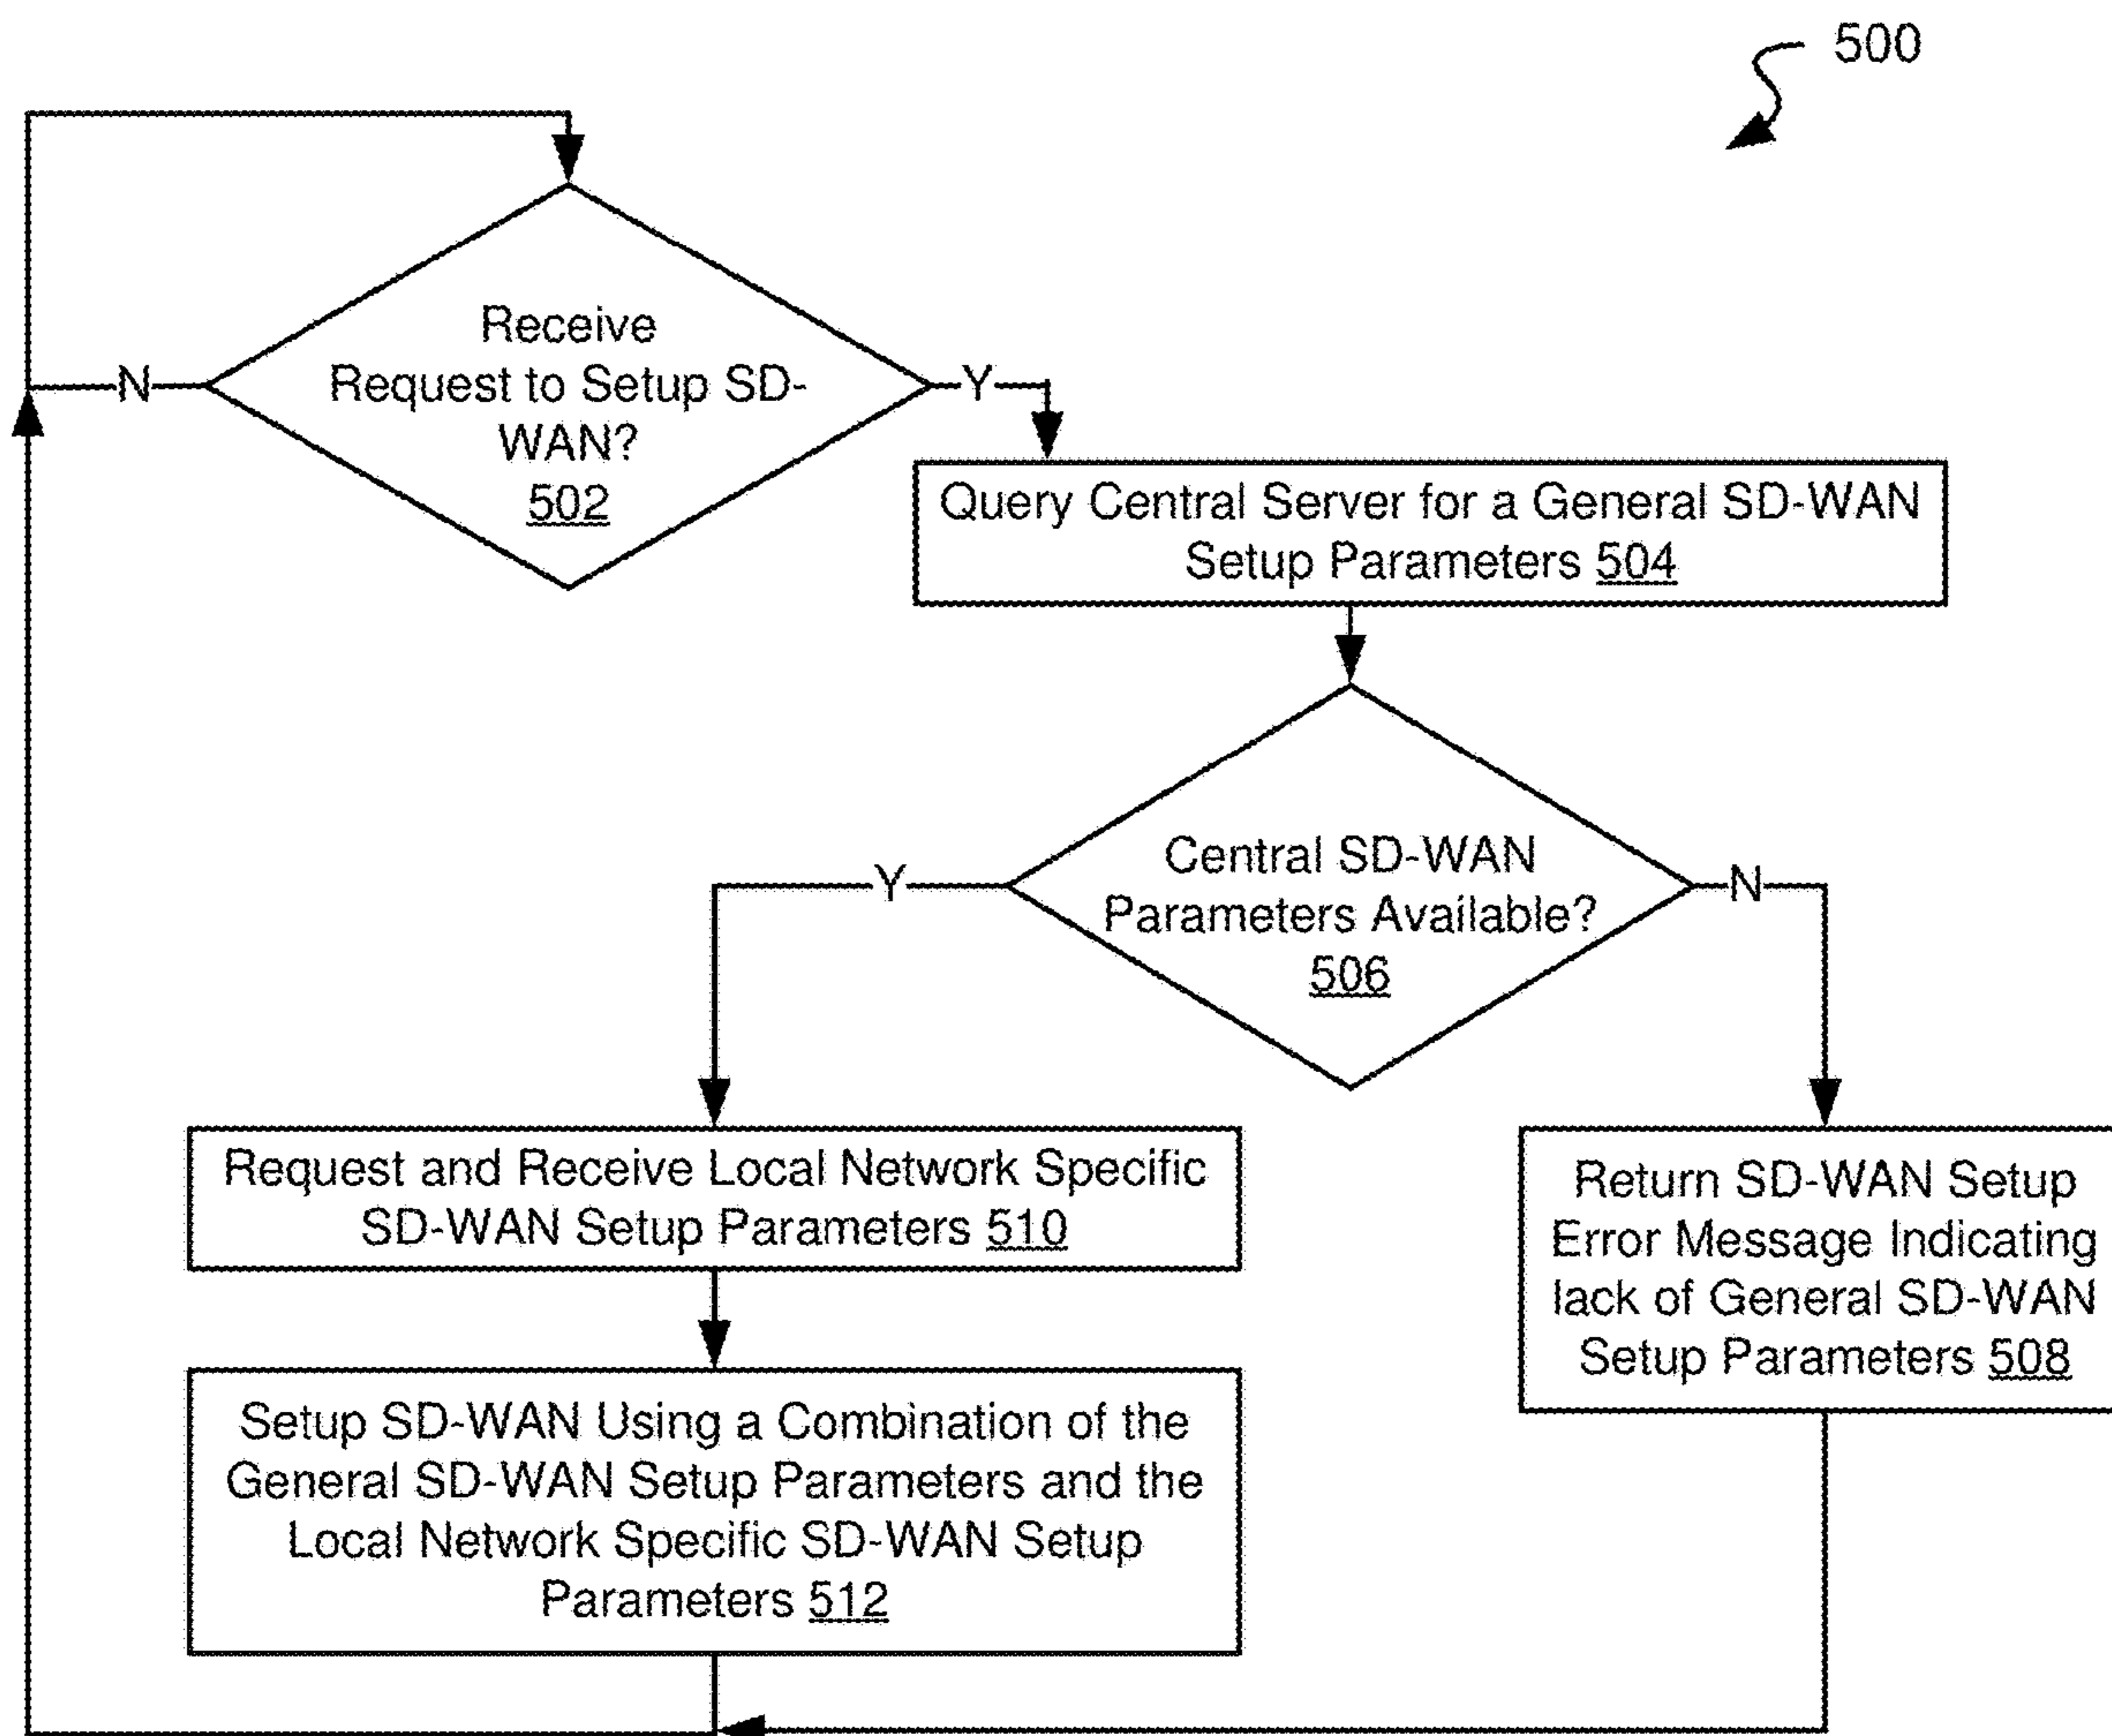 500
Receive
Request to Setup SD-
WAN?
502
N
Y
Query Central Server for a General SD-WAN
Setup Parameters 504
Central SD-WAN
Parameters Available?
506
Y
N
Request and Receive Local Network Specific
SD-WAN Setup Parameters 510
Return SD-WAN Setup
Error Message Indicating
lack of General SD-WAN
Setup Parameters 508
Setup SD-WAN Using a Combination of the
General SD-WAN Setup Parameters and the
Local Network Specific SD-WAN Setup
Parameters 512